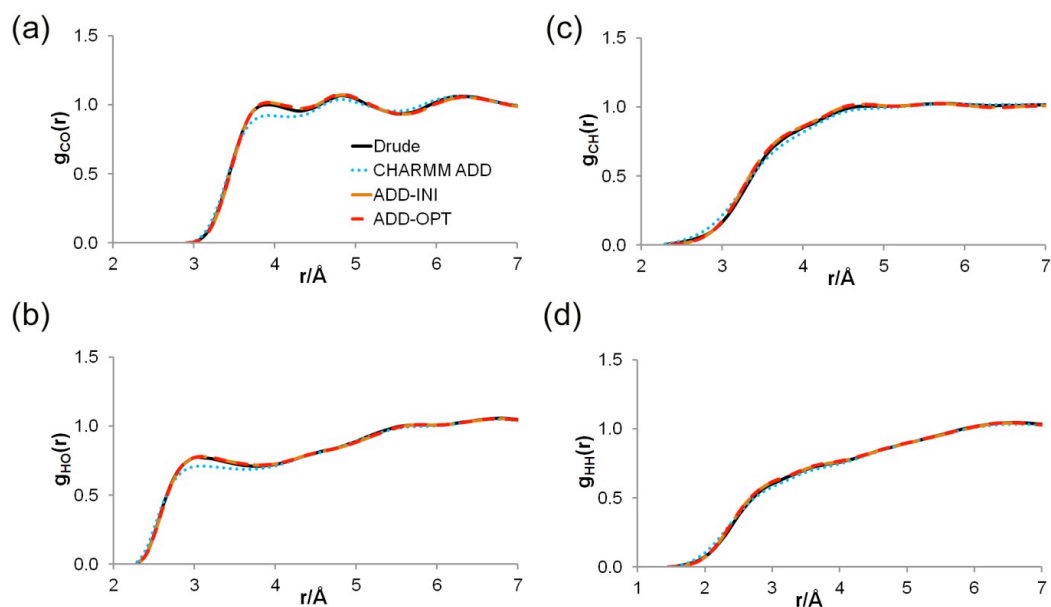 (a)
1.5
1.0
0.5
0.0
gCO(r)
Drude
CHARMM ADD
ADD-INI
ADD-OPT
2 3 4 5 6 7
r/Å
(c)
1.5
1.0
0.5
0.0
gCH(r)
2 3 4 5 6 7
r/Å
(b)
1.5
1.0
0.5
0.0
gHO(r)
2 3 4 5 6 7
r/Å
(d)
1.5
1.0
0.5
0.0
gHH(r)
1 2 3 4 5 6 7
r/Å